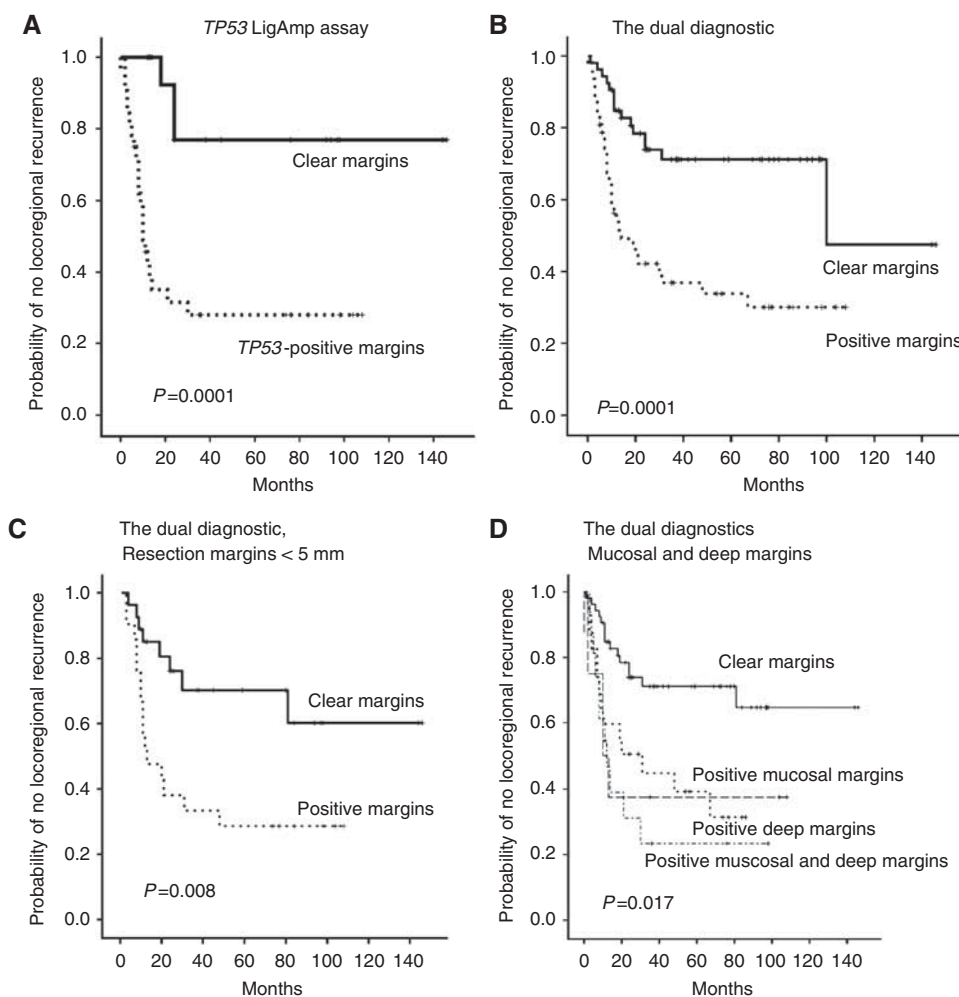 A
TP53 LigAmp assay
Probability of no locoregional recurrence
1.0
0.8
0.6
0.4
0.2
0.0
Clear margins
TP53-positive margins
P=0.0001
0 20 40 60 80 100 120 140
Months
B
The dual diagnostic
Probability of no locoregional recurrence
1.0
0.8
0.6
0.4
0.2
0.0
Clear margins
Positive margins
P=0.0001
0 20 40 60 80 100 120 140
Months
C
The dual diagnostic,
Resection margins < 5 mm
Probability of no locoregional recurrence
1.0
0.8
0.6
0.4
0.2
0.0
Clear margins
Positive margins
P=0.008
0 20 40 60 80 100 120 140
Months
D
The dual diagnostics
Mucosal and deep margins
Probability of no locoregional recurrence
1.0
0.8
0.6
0.4
0.2
0.0
Clear margins
Positive mucosal margins
Positive deep margins
Positive muscosal and deep margins
P=0.017
0 20 40 60 80 100 120 140
Months